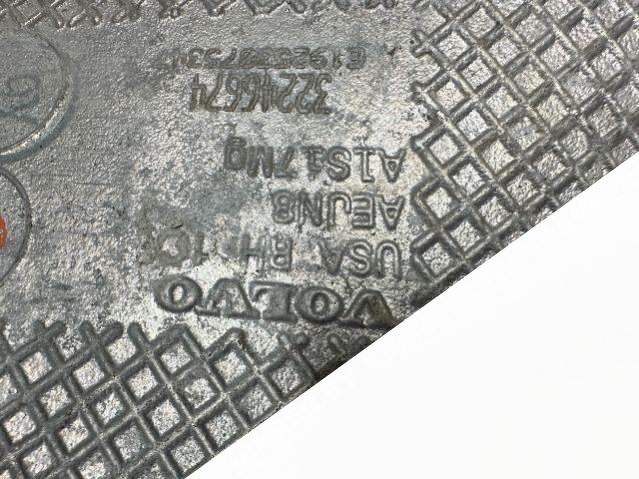 VOLVO
USA RH 10
AEJN8
AlSi7Mg
32246674